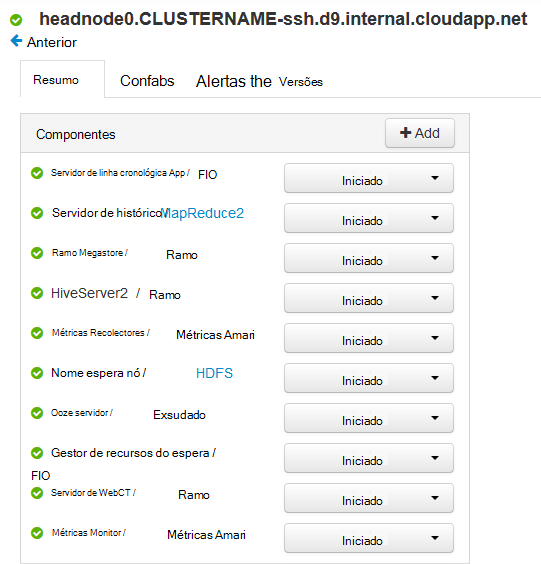 headnode0.CLUSTERNAME-ssh.d9.internal.cloudapp.net
Anterior
Resumo Confabs Alertas the Versões
Componentes Add
Servidor de linha cronológica App / FIO Iniciado
Servidor de histórico MapReduce2 Iniciado
Ramo Megastore / Ramo Iniciado
HiveServer2 / Ramo Iniciado
Métricas Recolectores / Métricas Amari Iniciado
Nome espera nó / HDFS Iniciado
Ooze servidor / Exsudado Iniciado
Gestor de recursos do espera / Iniciado
FIO
Servidor de WebCT / Ramo Iniciado
Métricas Monitor / Métricas Amari Iniciado